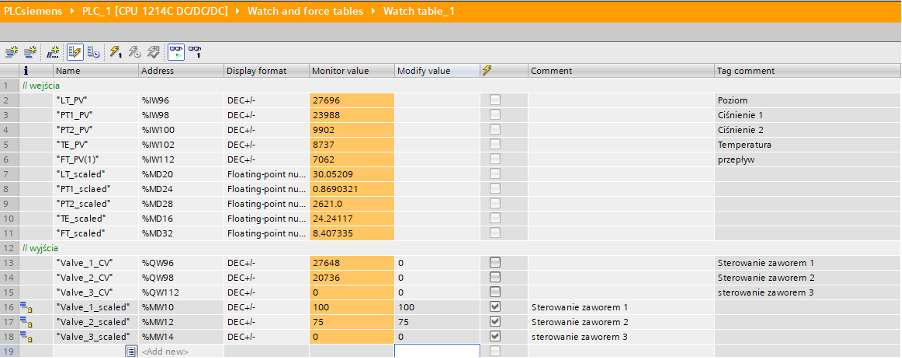 PLCsiemens ▸ PLC_1 [CPU 1214C DC/DC/DC] ▸ Watch and force tables ▸ Watch table_1
i Name Address Display format Monitor value Modify value Comment Tag comment
1 // wejścia
2 "LT_PV" %IW96 DEC+/- 27696 Poziom
3 "PT1_PV" %IW98 DEC+/- 23988 Ciśnienie 1
4 "PT2_PV" %IW100 DEC+/- 9902 Ciśnienie 2
5 "TE_PV" %IW102 DEC+/- 8737 Temperatura
6 "FT_PV(1)" %IW112 DEC+/- 7062 przepływ
7 "LT_scaled" %MD20 Floating-point nu... 30.05209
8 "PT1_sclaed" %MD24 Floating-point nu... 0.8690321
9 "PT2_scaled" %MD28 Floating-point nu... 2621.0
10 "TE_scaled" %MD16 Floating-point nu... 24.24117
11 "FT_scaled" %MD32 Floating-point nu... 8.407335
12 // wyjścia
13 "Valve_1_CV" %QW96 DEC+/- 27648 0 Sterowanie zaworem 1
14 "Valve_2_CV" %QW98 DEC+/- 20736 0 Sterowanie zaworem 2
15 "Valve_3_CV" %QW112 DEC+/- 0 0 sterowanie zaworem 3
16 "Valve_1_scaled" %MW10 DEC+/- 100 100 Sterowanie zaworem 1
17 "Valve_2_scaled" %MW12 DEC+/- 75 75 Sterowanie zaworem 2
18 "Valve_3_scaled" %MW14 DEC+/- 0 0 sterowanie zaworem 3
19 <Add new>